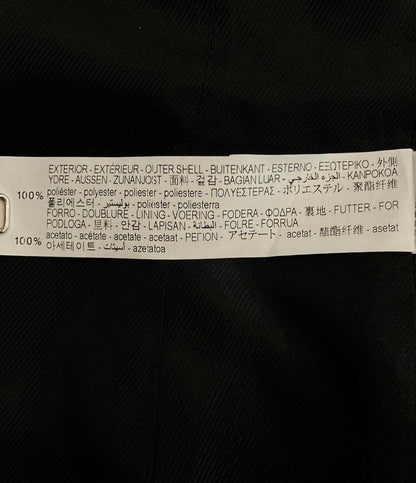 EXTERIOR - EXTÉRIEUR - OUTER SHELL - BUITENKANT - ESTERNO - ΕΞΩΤΕΡΙΚΟ - 外側
YDRE - AUSSEN - ZUNANJOST - 面料 - 겉감 - BAGIAN LUAR - الجزء الخارجي - KANPOKOA
100% poliéster - polyester - poliester - poliestere - ΠΟΛΥΕΣΤΕΡΑΣ - ポリエステル - 聚酯纤维
폴리에스터 - بوليستير - polièster - poliesterra
FORRO - DOUBLURE - LINING - VOERING - FODERA - ΦΟΔΡΑ - 裏地 - FUTTER - FOR
PODLOGA - 里料 - 안감 - LAPISAN - البطانة - FOLRE - FORRUA
100% acetato - acétate - acetate - acetaat - ΡΕΓΙΟΝ - アセテート - acetat - 醋酯纤维 - asetat
아세테이트 - أسيتات - azetatoa